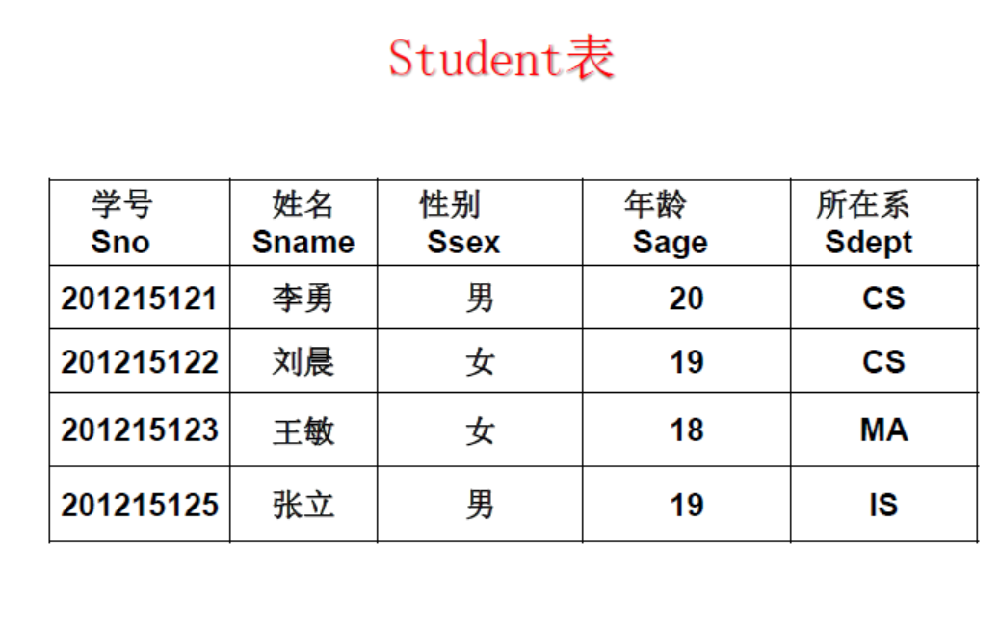 Student表
学号 姓名 性别 年龄 所在系
Sno Sname Ssex Sage Sdept
201215121 李勇 男 20 CS
201215122 刘晨 女 19 CS
201215123 王敏 女 18 MA
201215125 张立 男 19 IS